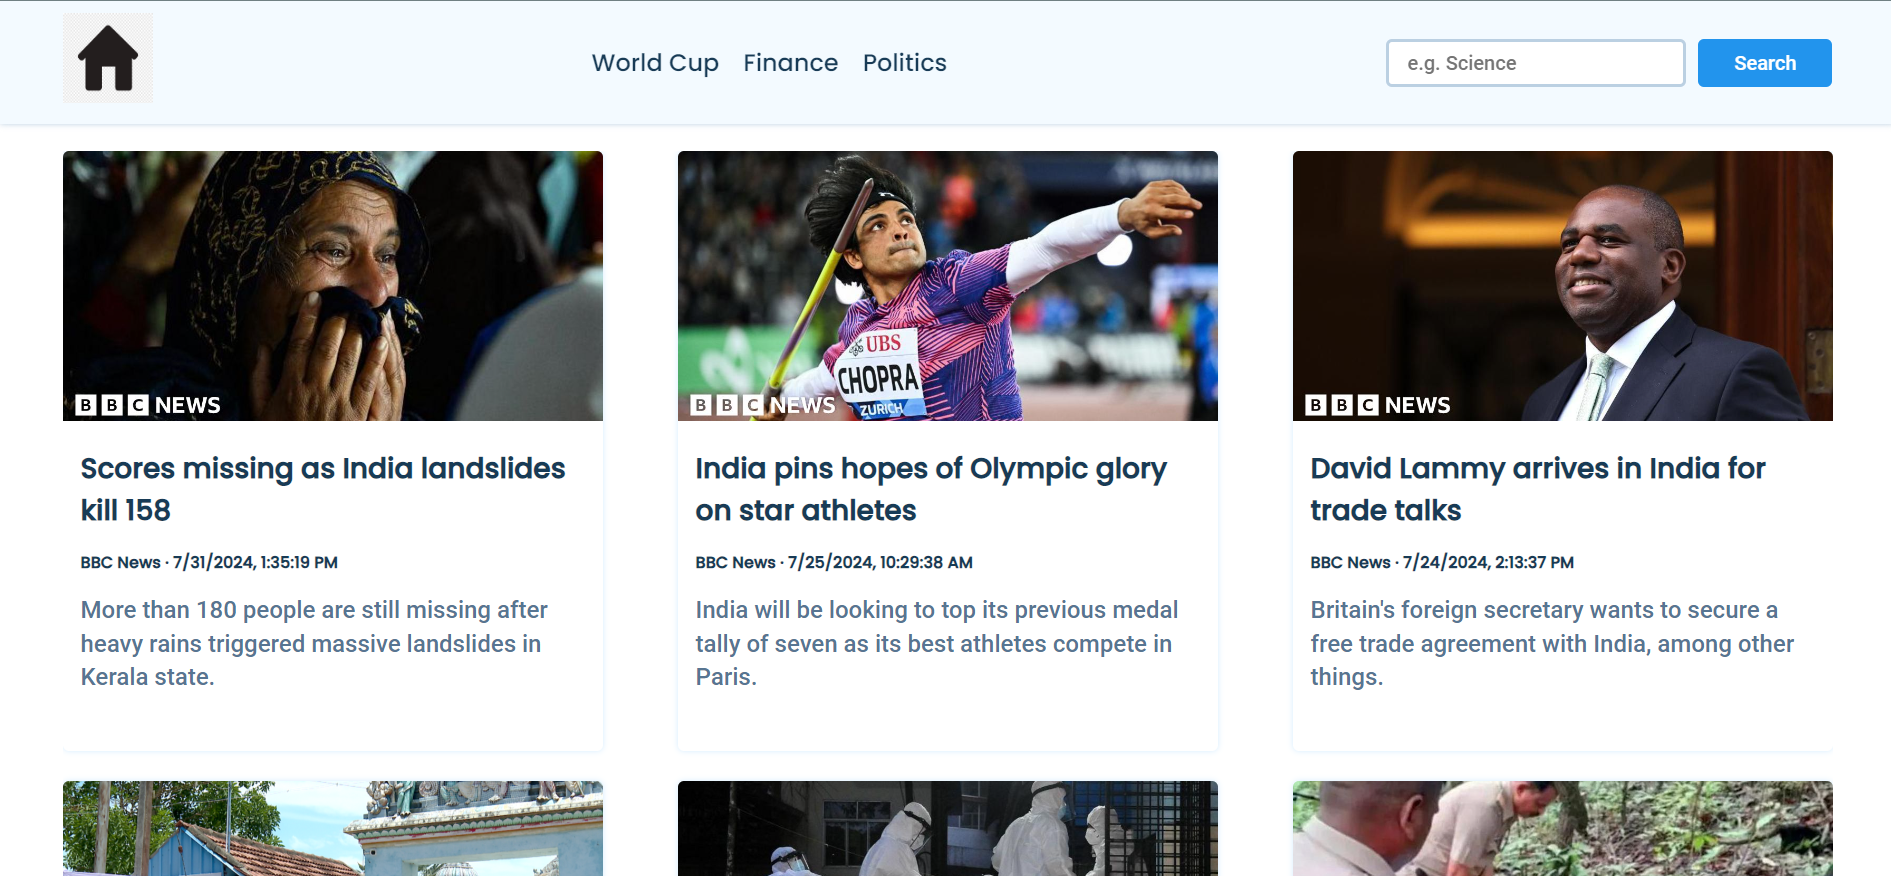 World Cup Finance Politics
e.g. Science
Search
BBC NEWS
UBS
CHOPRA
ZURICH
BBC NEWS
BBC NEWS
Scores missing as India landslides
kill 158
BBC News · 7/31/2024, 1:35:19 PM
More than 180 people are still missing after
heavy rains triggered massive landslides in
Kerala state.
India pins hopes of Olympic glory
on star athletes
BBC News · 7/25/2024, 10:29:38 AM
India will be looking to top its previous medal
tally of seven as its best athletes compete in
Paris.
David Lammy arrives in India for
trade talks
BBC News · 7/24/2024, 2:13:37 PM
Britain's foreign secretary wants to secure a
free trade agreement with India, among other
things.